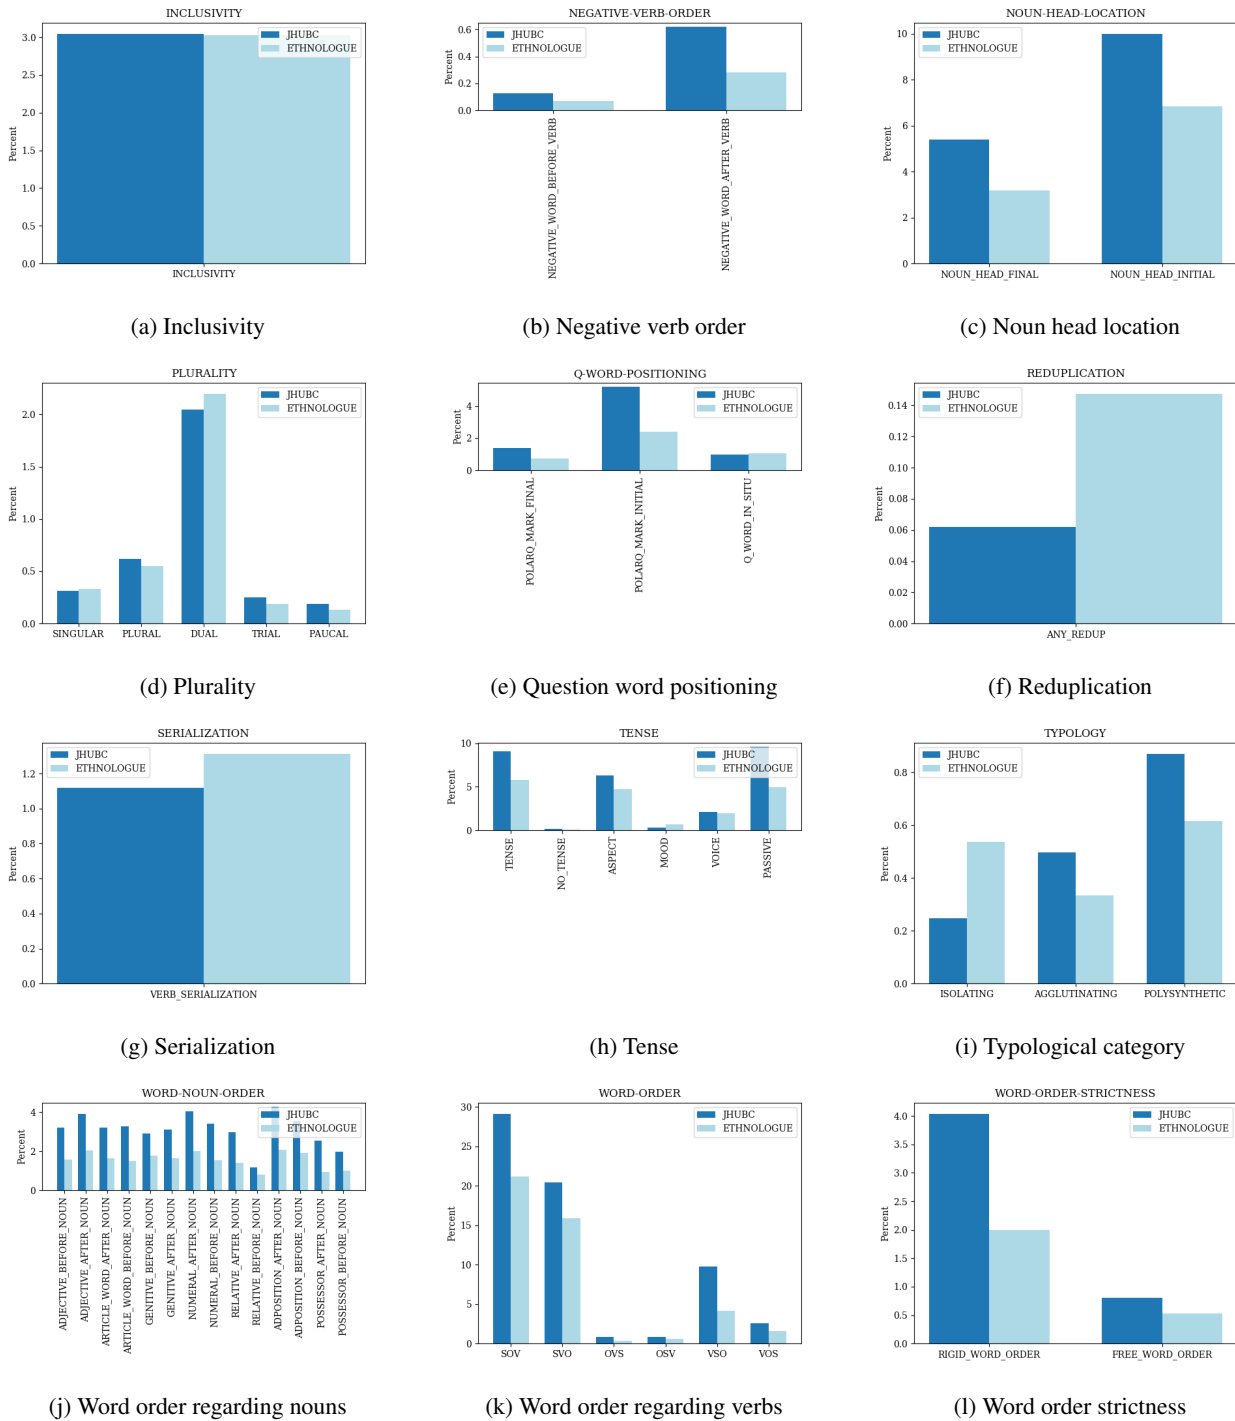 INCLUSIVITY
JHUBC
ETHNOLOGUE
Percent
3.0
2.5
2.0
1.5
1.0
0.5
0.0
INCLUSIVITY
(a) Inclusivity
NEGATIVE-VERB-ORDER
JHUBC
ETHNOLOGUE
Percent
0.6
0.4
0.2
0.0
NEGATIVE_WORD_BEFORE_VERB
NEGATIVE_WORD_AFTER_VERB
(b) Negative verb order
NOUN-HEAD-LOCATION
JHUBC
ETHNOLOGUE
Percent
10
8
6
4
2
0
NOUN_HEAD_FINAL
NOUN_HEAD_INITIAL
(c) Noun head location
PLURALITY
JHUBC
ETHNOLOGUE
Percent
2.0
1.5
1.0
0.5
0.0
SINGULAR
PLURAL
DUAL
TRIAL
PAUCAL
(d) Plurality
Q-WORD-POSITIONING
JHUBC
ETHNOLOGUE
Percent
4
2
0
POLARQ_MARK_FINAL
POLARQ_MARK_INITIAL
Q_WORD_IN_SITU
(e) Question word positioning
REDUPLICATION
JHUBC
ETHNOLOGUE
Percent
0.14
0.12
0.10
0.08
0.06
0.04
0.02
0.00
ANY_REDUP
(f) Reduplication
SERIALIZATION
JHUBC
ETHNOLOGUE
Percent
1.2
1.0
0.8
0.6
0.4
0.2
0.0
VERB_SERIALIZATION
(g) Serialization
TENSE
JHUBC
ETHNOLOGUE
Percent
10
5
0
TENSE
NO_TENSE
ASPECT
MOOD
VOICE
PASSIVE
(h) Tense
TYPOLOGY
JHUBC
ETHNOLOGUE
Percent
0.8
0.6
0.4
0.2
0.0
ISOLATING
AGGLUTINATING
POLYSYNTHETIC
(i) Typological category
WORD-NOUN-ORDER
JHUBC
ETHNOLOGUE
Percent
4
2
0
ADJECTIVE_BEFORE_NOUN
ADJECTIVE_AFTER_NOUN
ARTICLE_WORD_AFTER_NOUN
ARTICLE_WORD_BEFORE_NOUN
GENITIVE_BEFORE_NOUN
GENITIVE_AFTER_NOUN
NUMERAL_AFTER_NOUN
NUMERAL_BEFORE_NOUN
RELATIVE_AFTER_NOUN
RELATIVE_BEFORE_NOUN
ADPOSITION_AFTER_NOUN
ADPOSITION_BEFORE_NOUN
POSSESSOR_AFTER_NOUN
POSSESSOR_BEFORE_NOUN
(j) Word order regarding nouns
WORD-ORDER
JHUBC
ETHNOLOGUE
Percent
30
25
20
15
10
5
0
SOV
SVO
OVS
OSV
VSO
VOS
(k) Word order regarding verbs
WORD-ORDER-STRICTNESS
JHUBC
ETHNOLOGUE
Percent
4.0
3.5
3.0
2.5
2.0
1.5
1.0
0.5
0.0
RIGID_WORD_ORDER
FREE_WORD_ORDER
(l) Word order strictness